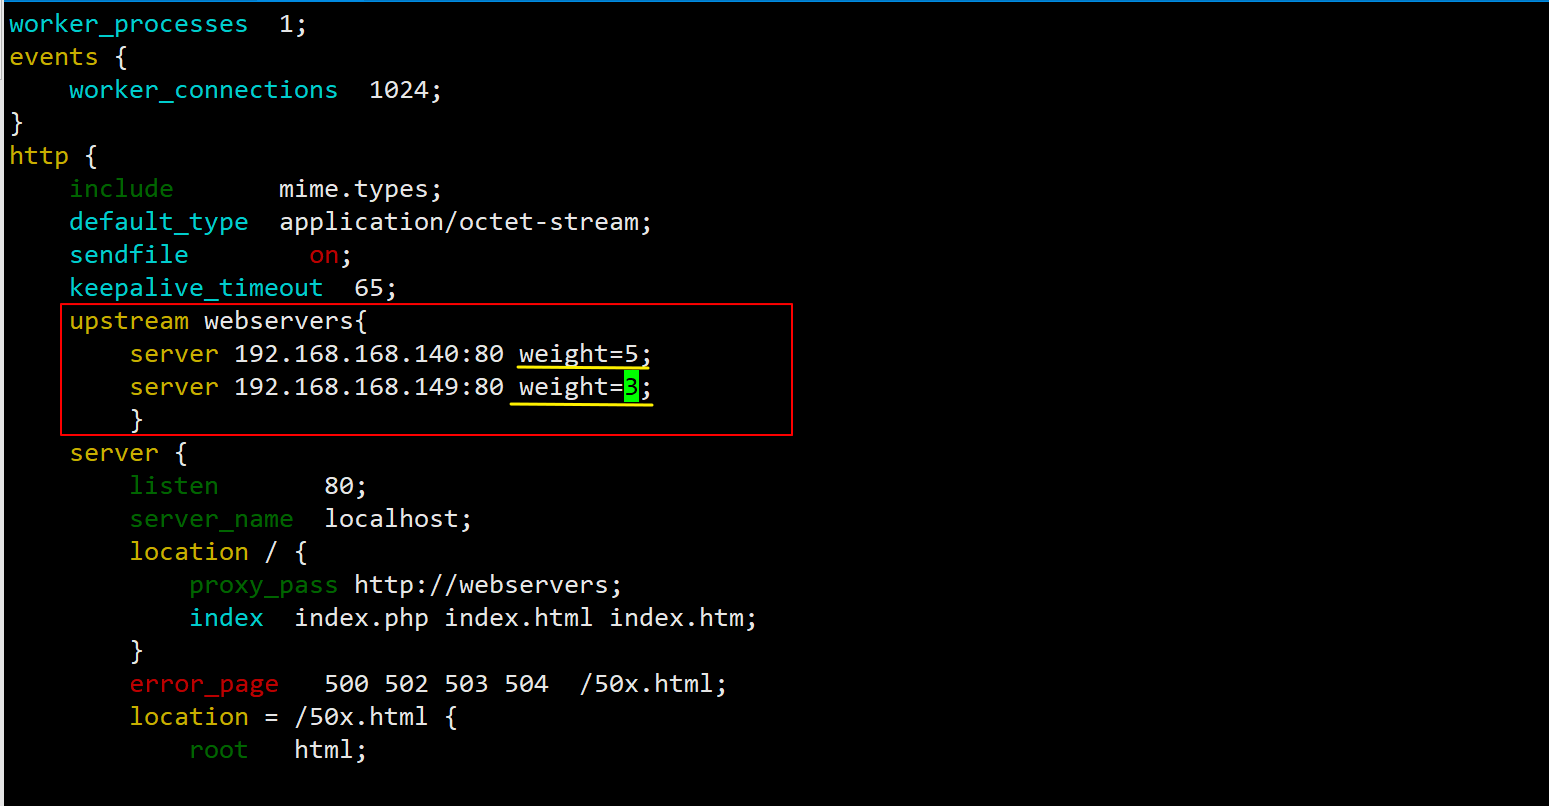 worker_processes  1;
events {
    worker_connections  1024;
}
http {
    include       mime.types;
    default_type  application/octet-stream;
    sendfile        on;
    keepalive_timeout  65;
    upstream webservers{
        server 192.168.168.140:80 weight=5;
        server 192.168.168.149:80 weight=3;
        }
    server {
        listen       80;
        server_name  localhost;
        location / {
            proxy_pass http://webservers;
            index  index.php index.html index.htm;
        }
        error_page   500 502 503 504  /50x.html;
        location = /50x.html {
            root   html;